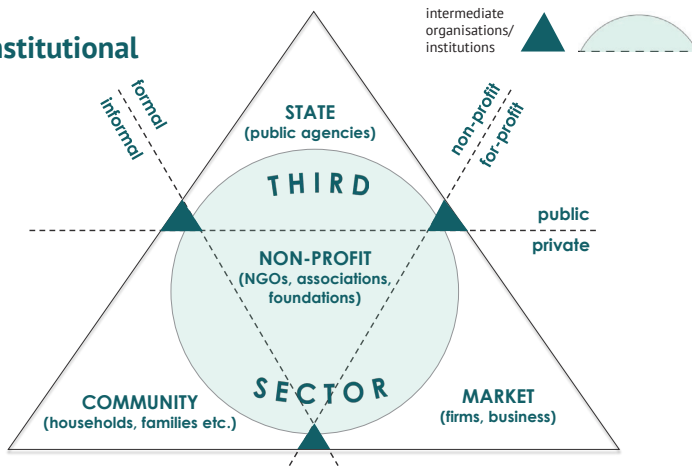 intermediate
organisations/
institutions
stitutional
formal
informal
non-profit
for-profit
STATE
(public agencies)
THIRD
public
private
NON-PROFIT
(NGOs, associations,
foundations)
SECTOR
COMMUNITY
(households, families etc.)
MARKET
(firms, business)